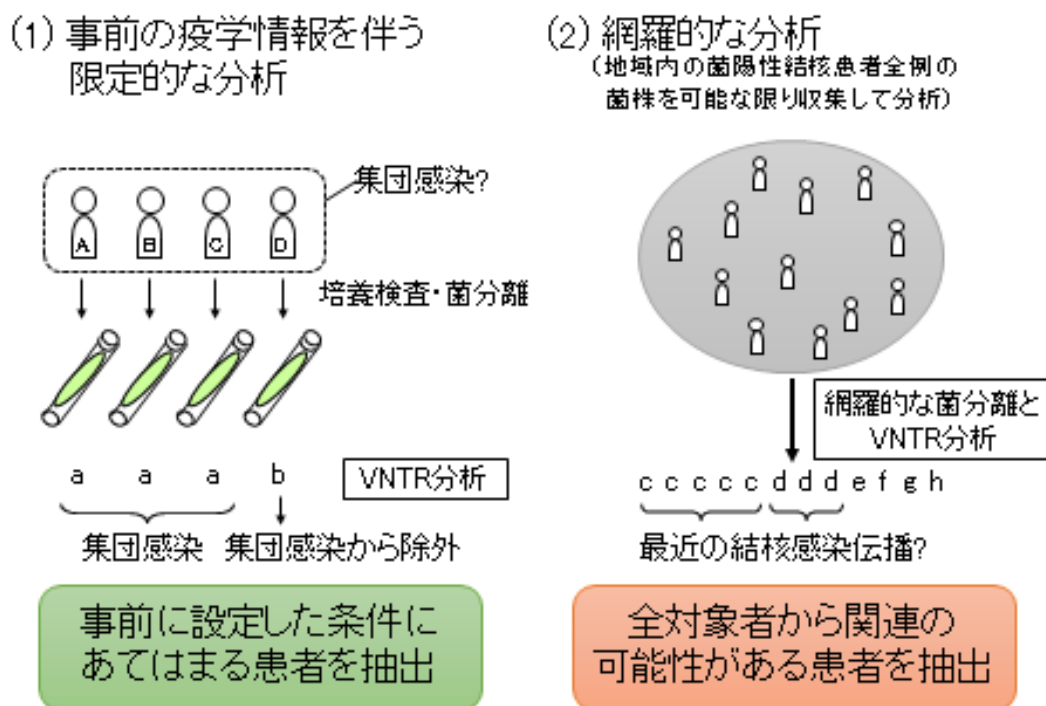 (1) 事前の疫学情報を伴う
限定的な分析
集団感染?
A B C D
培養検査・菌分離
a a a b
VNTR分析
集団感染 集団感染から除外
事前に設定した条件に
あてはまる患者を抽出
(2) 網羅的な分析
(地域内の菌陽性結核患者全例の
菌株を可能な限り収集して分析)
網羅的な菌分離と
VNTR分析
c c c c c d d d e f g h
最近の結核感染伝播?
全対象者から関連の
可能性がある患者を抽出